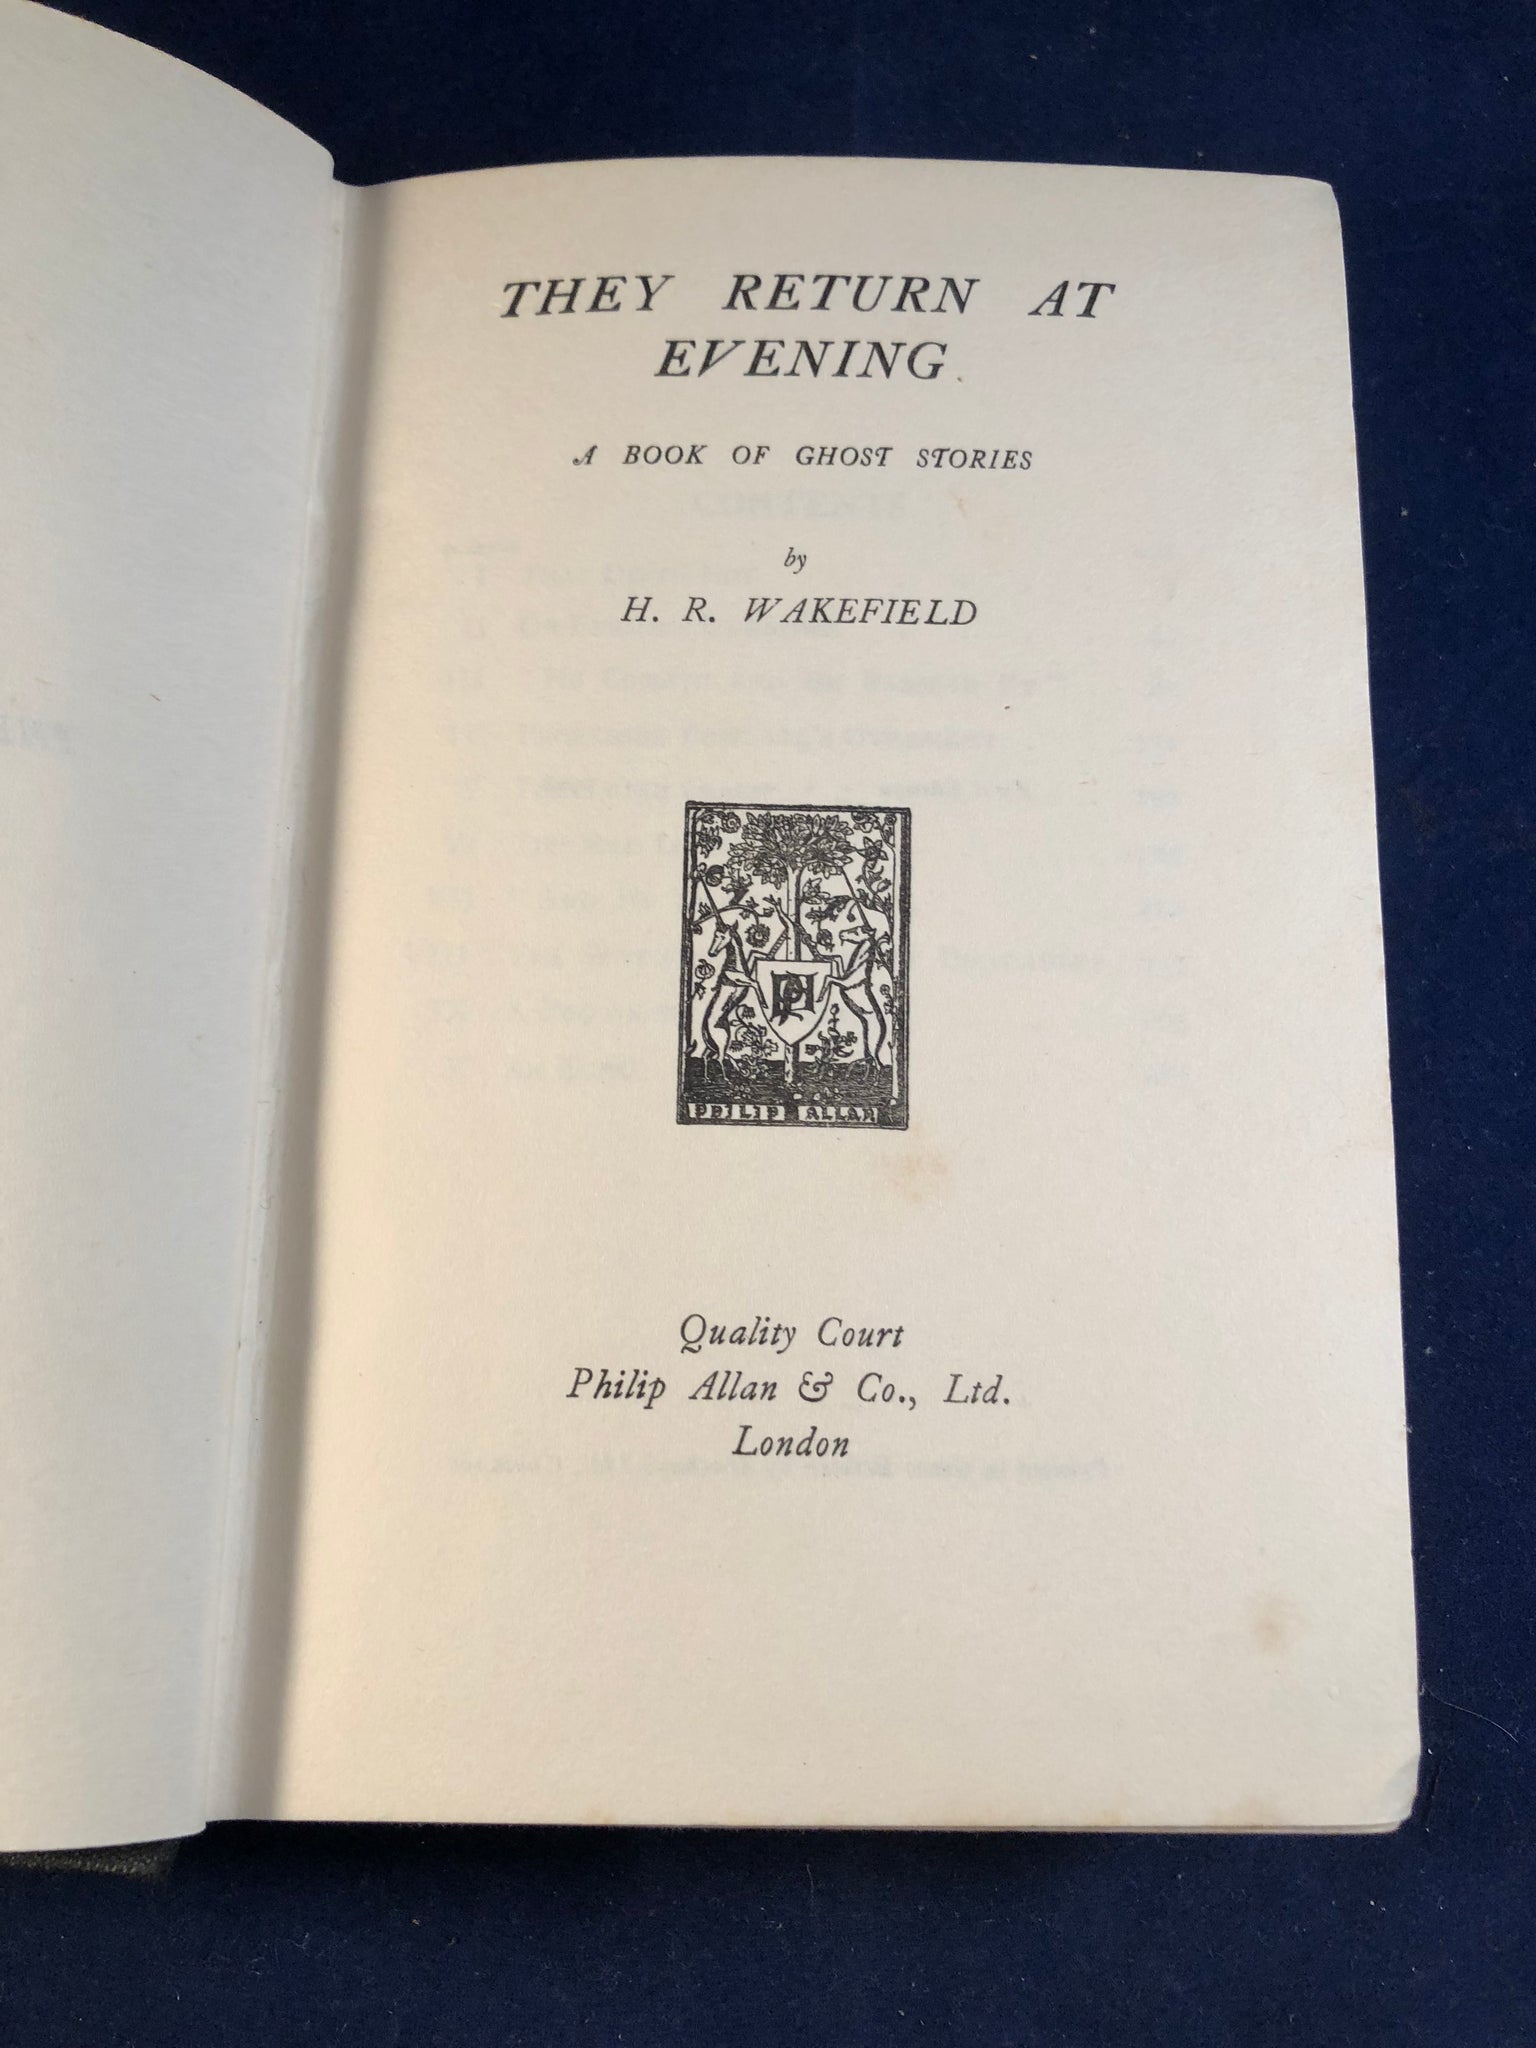 THEY RETURN AT
EVENING
A BOOK OF GHOST STORIES
by
H. R. WAKEFIELD
PHILIP ALLAN
Quality Court
Philip Allan & Co., Ltd.
London